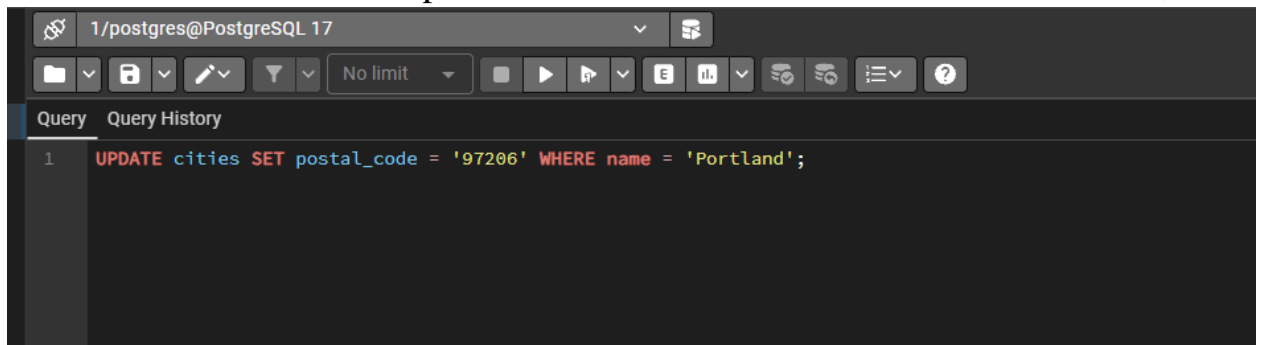 1/postgres@PostgreSQL 17
No limit
E
?
Query Query History
1 UPDATE cities SET postal_code = '97206' WHERE name = 'Portland';